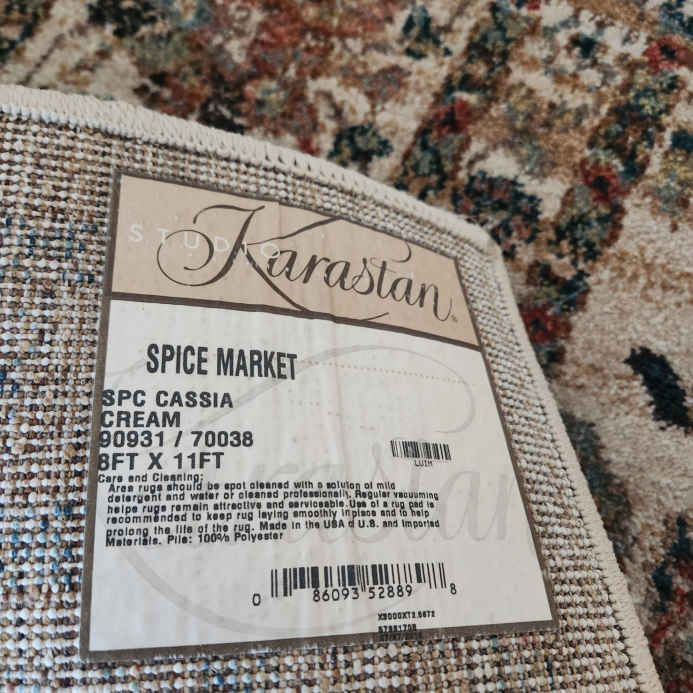 STUDIO
Karastan
SPICE MARKET
SPC CASSIA
CREAM
90931 / 70038
8FT X 11FT
LUIM
Care and Cleaning:
Area rugs should be spot cleaned with a solution of mild
detergent and water or cleaned professionally. Regular vacuuming
helps rugs remain attractive and serviceable. Use of a rug pad is
recommended to keep rug laying smoothly in place and to help
prolong the life of the rug. Made in the USA of U.S. and Imported
Materials. Pile: 100% Polyester
0 86093 52889 8